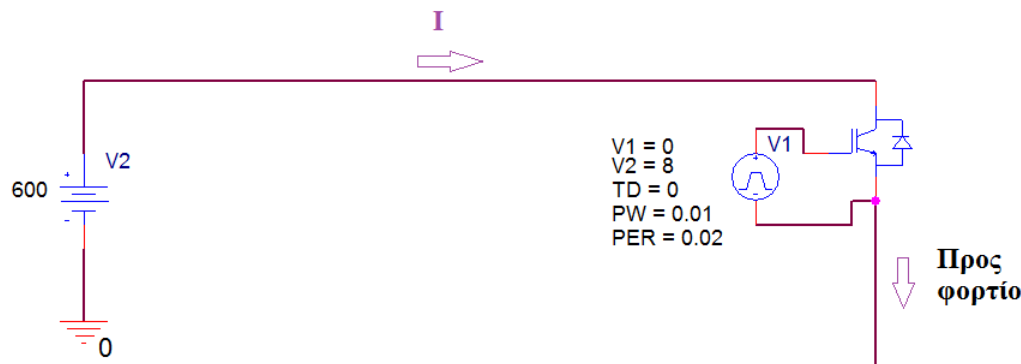 I
V2
600
0
V1 = 0
V2 = 8
TD = 0
PW = 0.01
PER = 0.02
V1
Προς
φορτίο